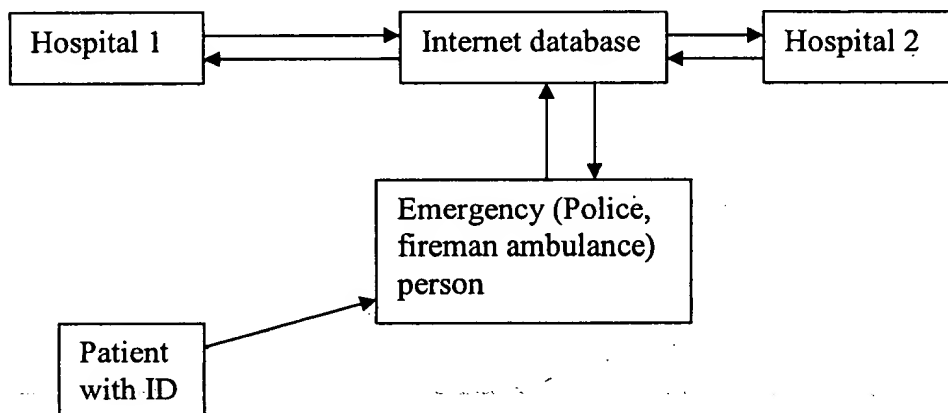 Hospital 1
Internet database
Hospital 2
Emergency (Police,
fireman ambulance)
person
Patient
with ID